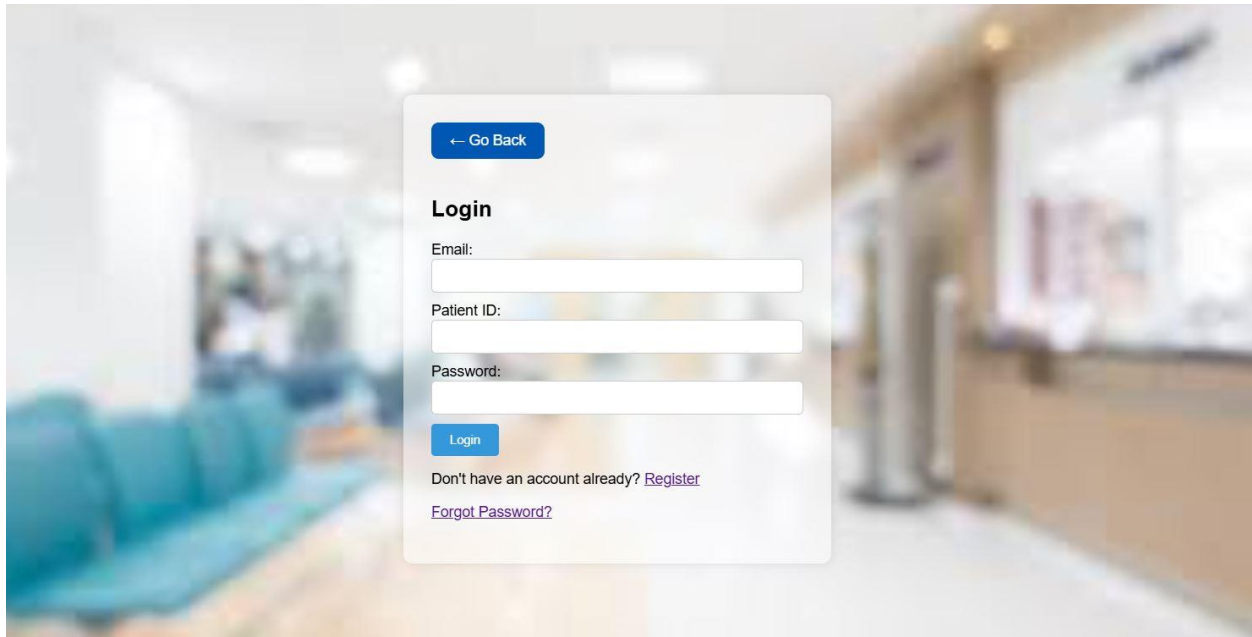 ← Go Back
Login
Email:
Patient ID:
Password:
Login
Don't have an account already? Register
Forgot Password?